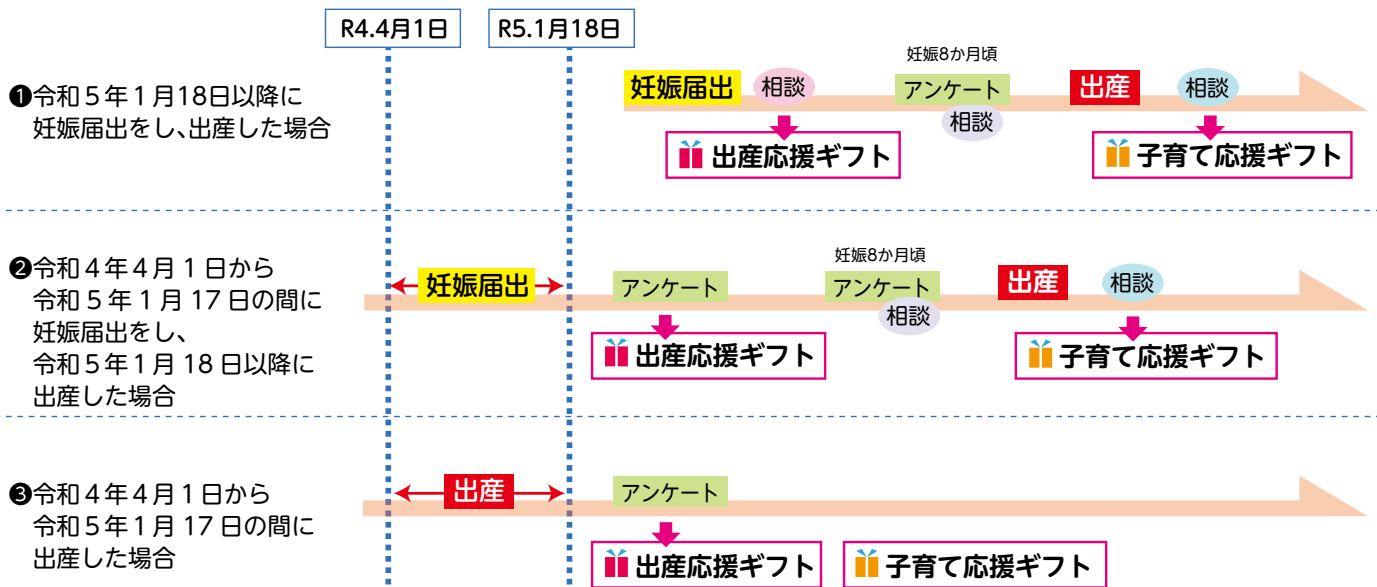 R4.4月1日
R5.1月18日
❶令和5年1月18日以降に
妊娠届出をし、出産した場合
妊娠届出
相談
妊娠8か月頃
アンケート
相談
出産
相談
出産応援ギフト
子育て応援ギフト
❷令和4年4月1日から
令和5年1月17日の間に
妊娠届出をし、
令和5年1月18日以降に
出産した場合
妊娠届出
アンケート
妊娠8か月頃
アンケート
相談
出産
相談
出産応援ギフト
子育て応援ギフト
❸令和4年4月1日から
令和5年1月17日の間に
出産した場合
出産
アンケート
出産応援ギフト
子育て応援ギフト